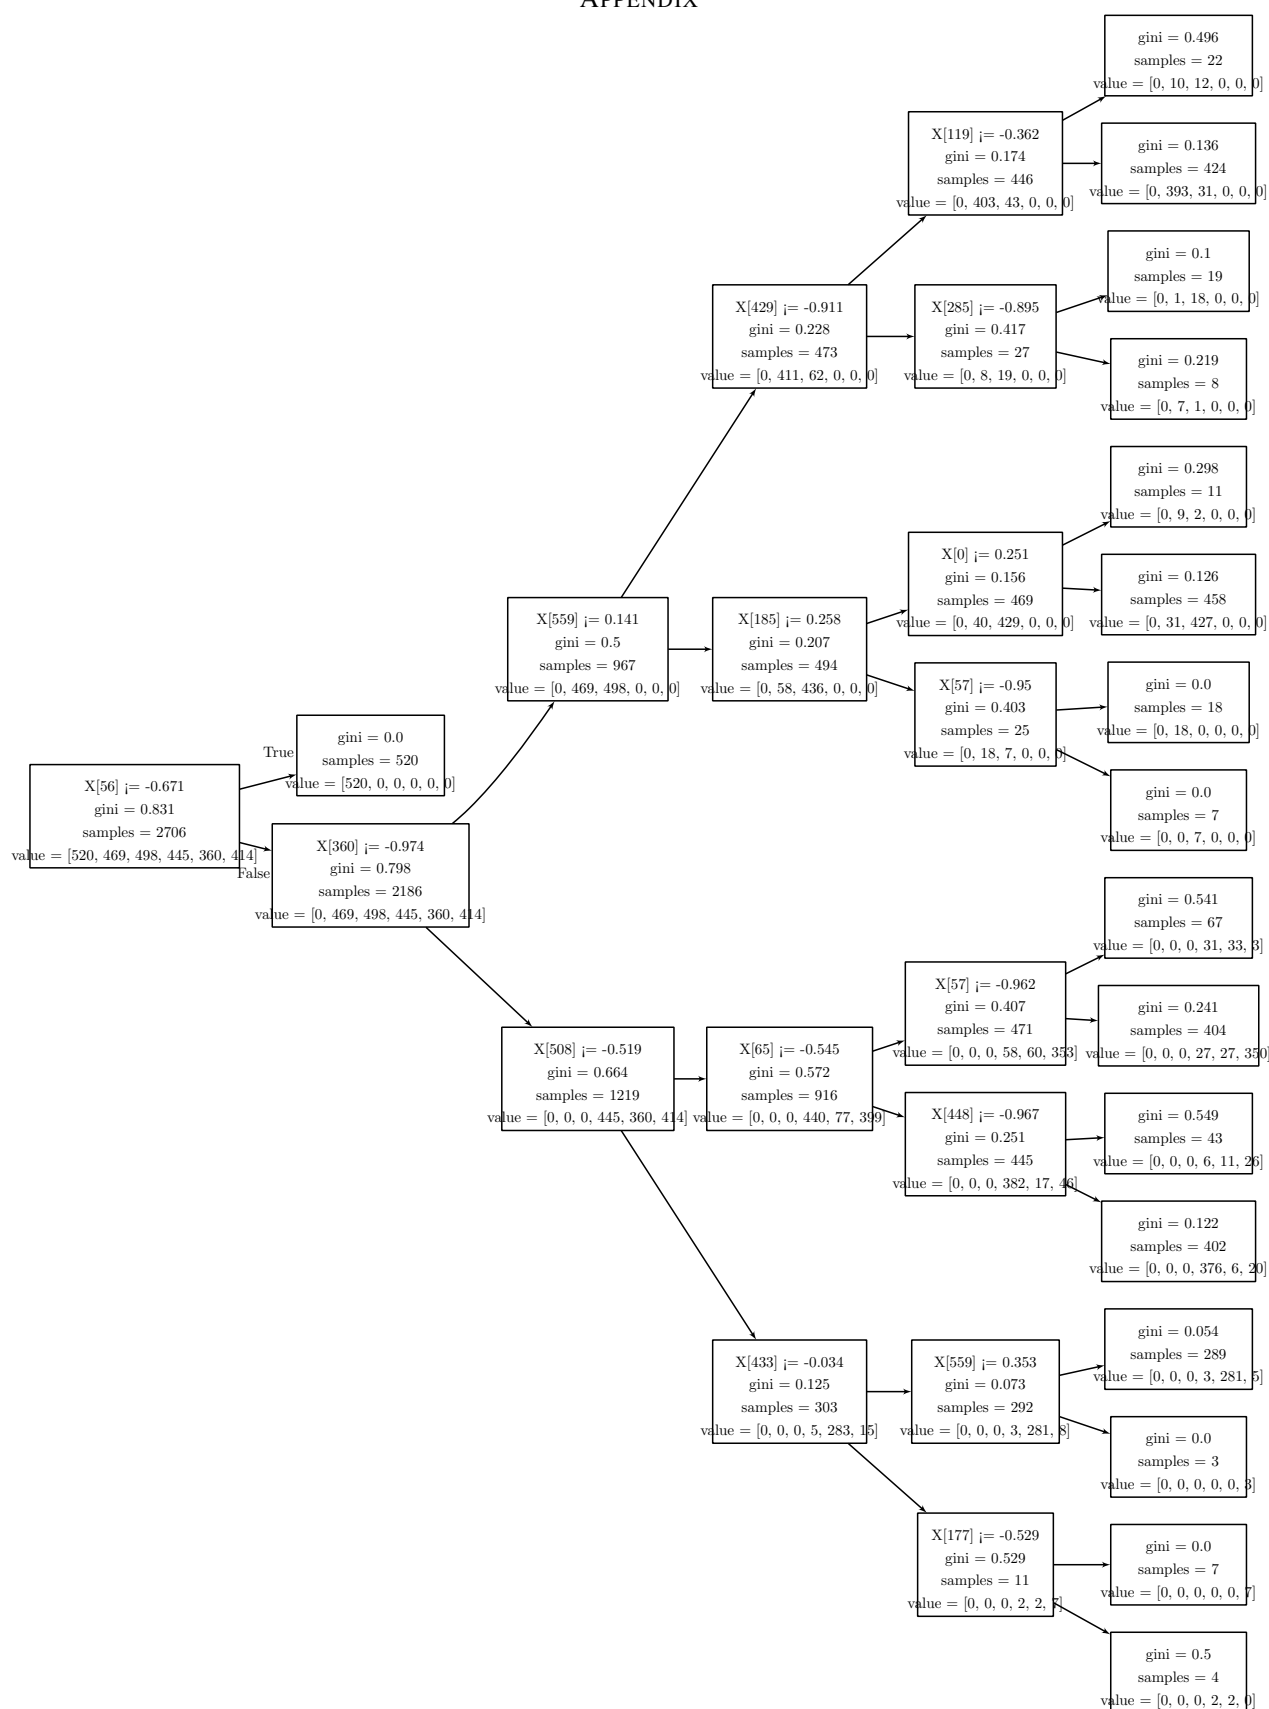 APPENDIX
gini = 0.496
samples = 22
value = [0, 10, 12, 0, 0, 0]
X[119] ¡= -0.362
gini = 0.174
samples = 446
value = [0, 403, 43, 0, 0, 0]
gini = 0.136
samples = 424
value = [0, 393, 31, 0, 0, 0]
gini = 0.1
samples = 19
value = [0, 1, 18, 0, 0, 0]
X[429] ¡= -0.911
gini = 0.228
samples = 473
value = [0, 411, 62, 0, 0, 0]
X[285] ¡= -0.895
gini = 0.417
samples = 27
value = [0, 8, 19, 0, 0, 0]
gini = 0.219
samples = 8
value = [0, 7, 1, 0, 0, 0]
gini = 0.298
samples = 11
value = [0, 9, 2, 0, 0, 0]
X[0] ¡= 0.251
gini = 0.156
samples = 469
value = [0, 40, 429, 0, 0, 0]
gini = 0.126
samples = 458
value = [0, 31, 427, 0, 0, 0]
X[559] ¡= 0.141
gini = 0.5
samples = 967
value = [0, 469, 498, 0, 0, 0]
X[185] ¡= 0.258
gini = 0.207
samples = 494
value = [0, 58, 436, 0, 0, 0]
X[57] ¡= -0.95
gini = 0.403
samples = 25
value = [0, 18, 7, 0, 0, 0]
gini = 0.0
samples = 18
value = [0, 18, 0, 0, 0, 0]
gini = 0.0
samples = 7
value = [0, 0, 7, 0, 0, 0]
True
gini = 0.0
samples = 520
value = [520, 0, 0, 0, 0, 0]
X[56] ¡= -0.671
gini = 0.831
samples = 2706
value = [520, 469, 498, 445, 360, 414]
False
X[360] ¡= -0.974
gini = 0.798
samples = 2186
value = [0, 469, 498, 445, 360, 414]
gini = 0.541
samples = 67
value = [0, 0, 0, 31, 33, 3]
X[57] ¡= -0.962
gini = 0.407
samples = 471
value = [0, 0, 0, 58, 60, 353]
gini = 0.241
samples = 404
value = [0, 0, 0, 27, 27, 350]
X[508] ¡= -0.519
gini = 0.664
samples = 1219
value = [0, 0, 0, 445, 360, 414]
X[65] ¡= -0.545
gini = 0.572
samples = 916
value = [0, 0, 0, 440, 77, 399]
X[448] ¡= -0.967
gini = 0.251
samples = 445
value = [0, 0, 0, 382, 17, 46]
gini = 0.549
samples = 43
value = [0, 0, 0, 6, 11, 26]
gini = 0.122
samples = 402
value = [0, 0, 0, 376, 6, 20]
gini = 0.054
samples = 289
value = [0, 0, 0, 3, 281, 5]
X[433] ¡= -0.034
gini = 0.125
samples = 303
value = [0, 0, 0, 5, 283, 15]
X[559] ¡= 0.353
gini = 0.073
samples = 292
value = [0, 0, 0, 3, 281, 8]
gini = 0.0
samples = 3
value = [0, 0, 0, 0, 0, 3]
X[177] ¡= -0.529
gini = 0.529
samples = 11
value = [0, 0, 0, 2, 2, 7]
gini = 0.0
samples = 7
value = [0, 0, 0, 0, 0, 7]
gini = 0.5
samples = 4
value = [0, 0, 0, 2, 2, 0]